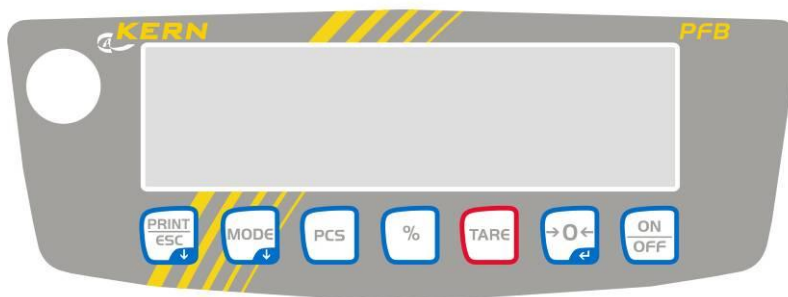 KERN
PFB
PRINT
ESC
MODE
PCS
%
TARE
→0←
ON
OFF